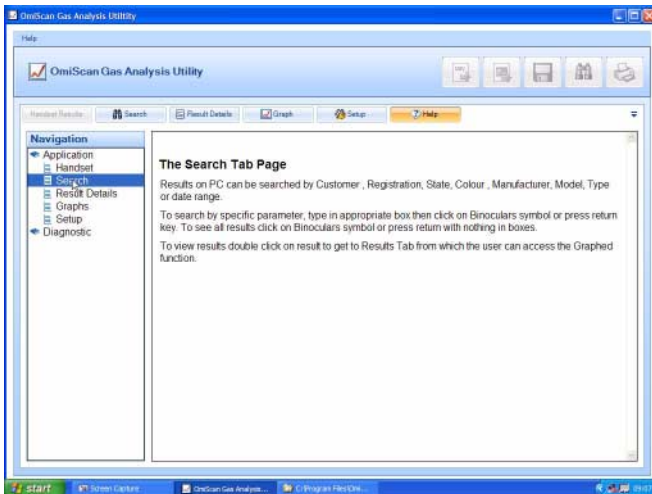 OmiScan Gas Analysis Utiltity
Help
OmiScan Gas Analysis Utility
Handset Results
Search
Result Details
Graph
Setup
Help
Navigation
Application
Handset
Search
Result Details
Graphs
Setup
Diagnostic
The Search Tab Page
Results on PC can be searched by Customer , Registration, State, Colour , Manufacturer, Model, Type
or date range.
To search by specific parameter, type in appropriate box then click on Binoculars symbol or press return
key. To see all results click on Binoculars symbol or press return with nothing in boxes.
To view results double click on result to get to Results Tab from which the user can access the Graphed
function.
start
Screen Capture
OmiScan Gas Analysis...
C:\Program Files\Omi...
09:07